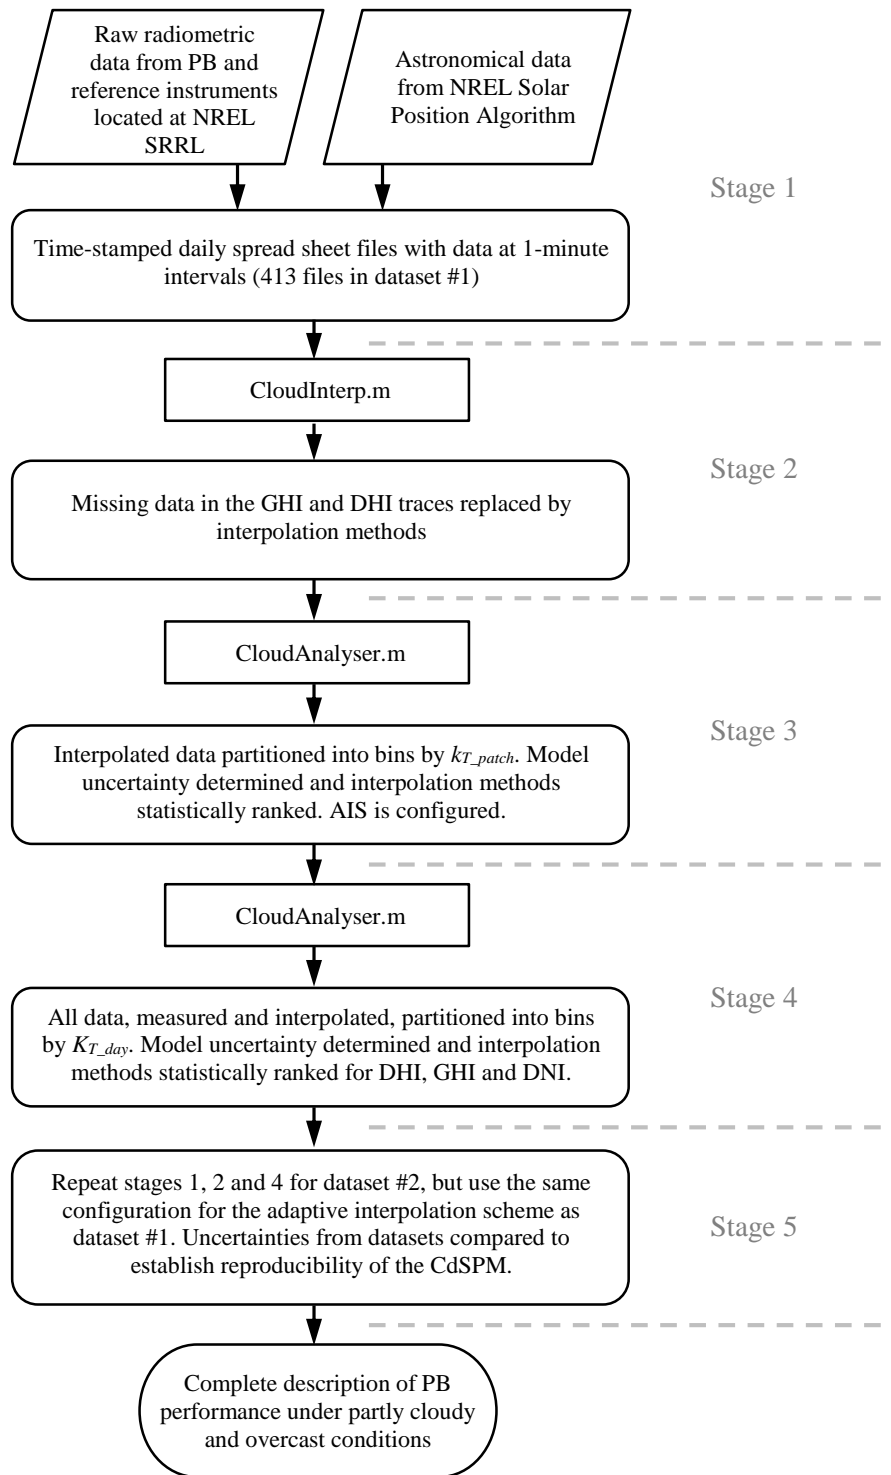 Raw radiometric
data from PB and
reference instruments
located at NREL
SRRL
Astronomical data
from NREL Solar
Position Algorithm
Stage 1
Time-stamped daily spread sheet files with data at 1-minute
intervals (413 files in dataset #1)
CloudInterp.m
Stage 2
Missing data in the GHI and DHI traces replaced by
interpolation methods
CloudAnalyser.m
Stage 3
Interpolated data partitioned into bins by kT_patch. Model
uncertainty determined and interpolation methods
statistically ranked. AIS is configured.
CloudAnalyser.m
Stage 4
All data, measured and interpolated, partitioned into bins
by KT_day. Model uncertainty determined and interpolation
methods statistically ranked for DHI, GHI and DNI.
Repeat stages 1, 2 and 4 for dataset #2, but use the same
configuration for the adaptive interpolation scheme as
dataset #1. Uncertainties from datasets compared to
establish reproducibility of the CdSPM.
Stage 5
Complete description of PB
performance under partly cloudy
and overcast conditions